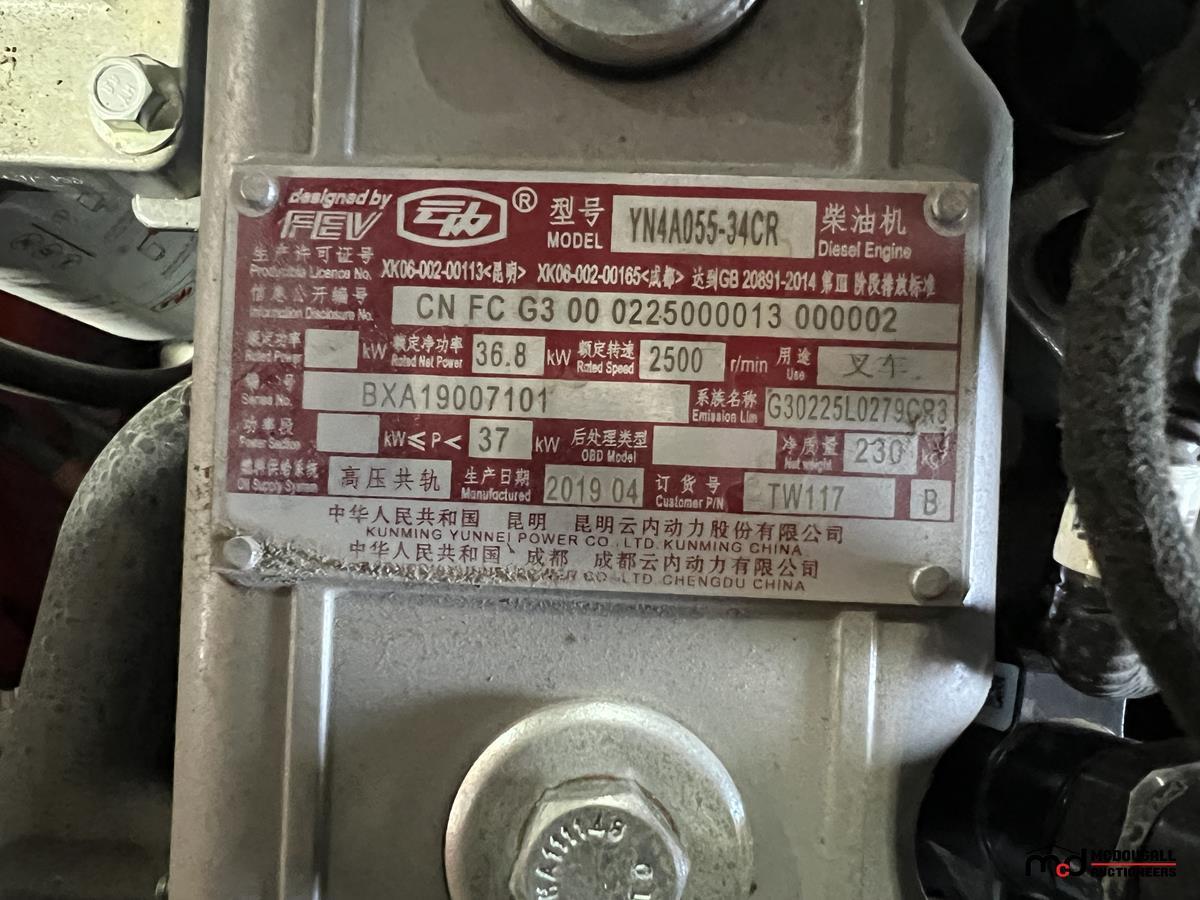 designed by
FEV 云内 ® 型号 MODEL YN4A055-34CR 柴油机 Diesel Engine
生产许可证号 Producible Licence No. XK06-002-00113<昆明> XK06-002-00165<成都> 达到GB 20891-2014 第Ⅲ阶段排放标准
信息公开编号 Information Disclosure No. CN FC G3 00 0225000013 000002
额定功率 Rated Power kW 额定净功率 Rated Net Power 36.8 kW 额定转速 Rated Speed 2500 r/min 用途 Use 叉车
编号 Series No. BXA19007101 系族名称 Emission Lim G30225L0279CR3
功率段 Power Section kW≤P< 37 kW 后处理类型 OBD Model 净质量 Net weight 230 kg
燃料供给系统 Oil Supply System 高压共轨 生产日期 Manufactured 2019 04 订货号 Customer P/N TW117 B
中华人民共和国 昆明 昆明云内动力股份有限公司
KUNMING YUNNEI POWER CO., LTD. KUNMING CHINA
中华人民共和国 成都 成都云内动力有限公司
POWER CO., LTD. CHENGDU CHINA
mcd MCDOUGALL
AUCTIONEERS